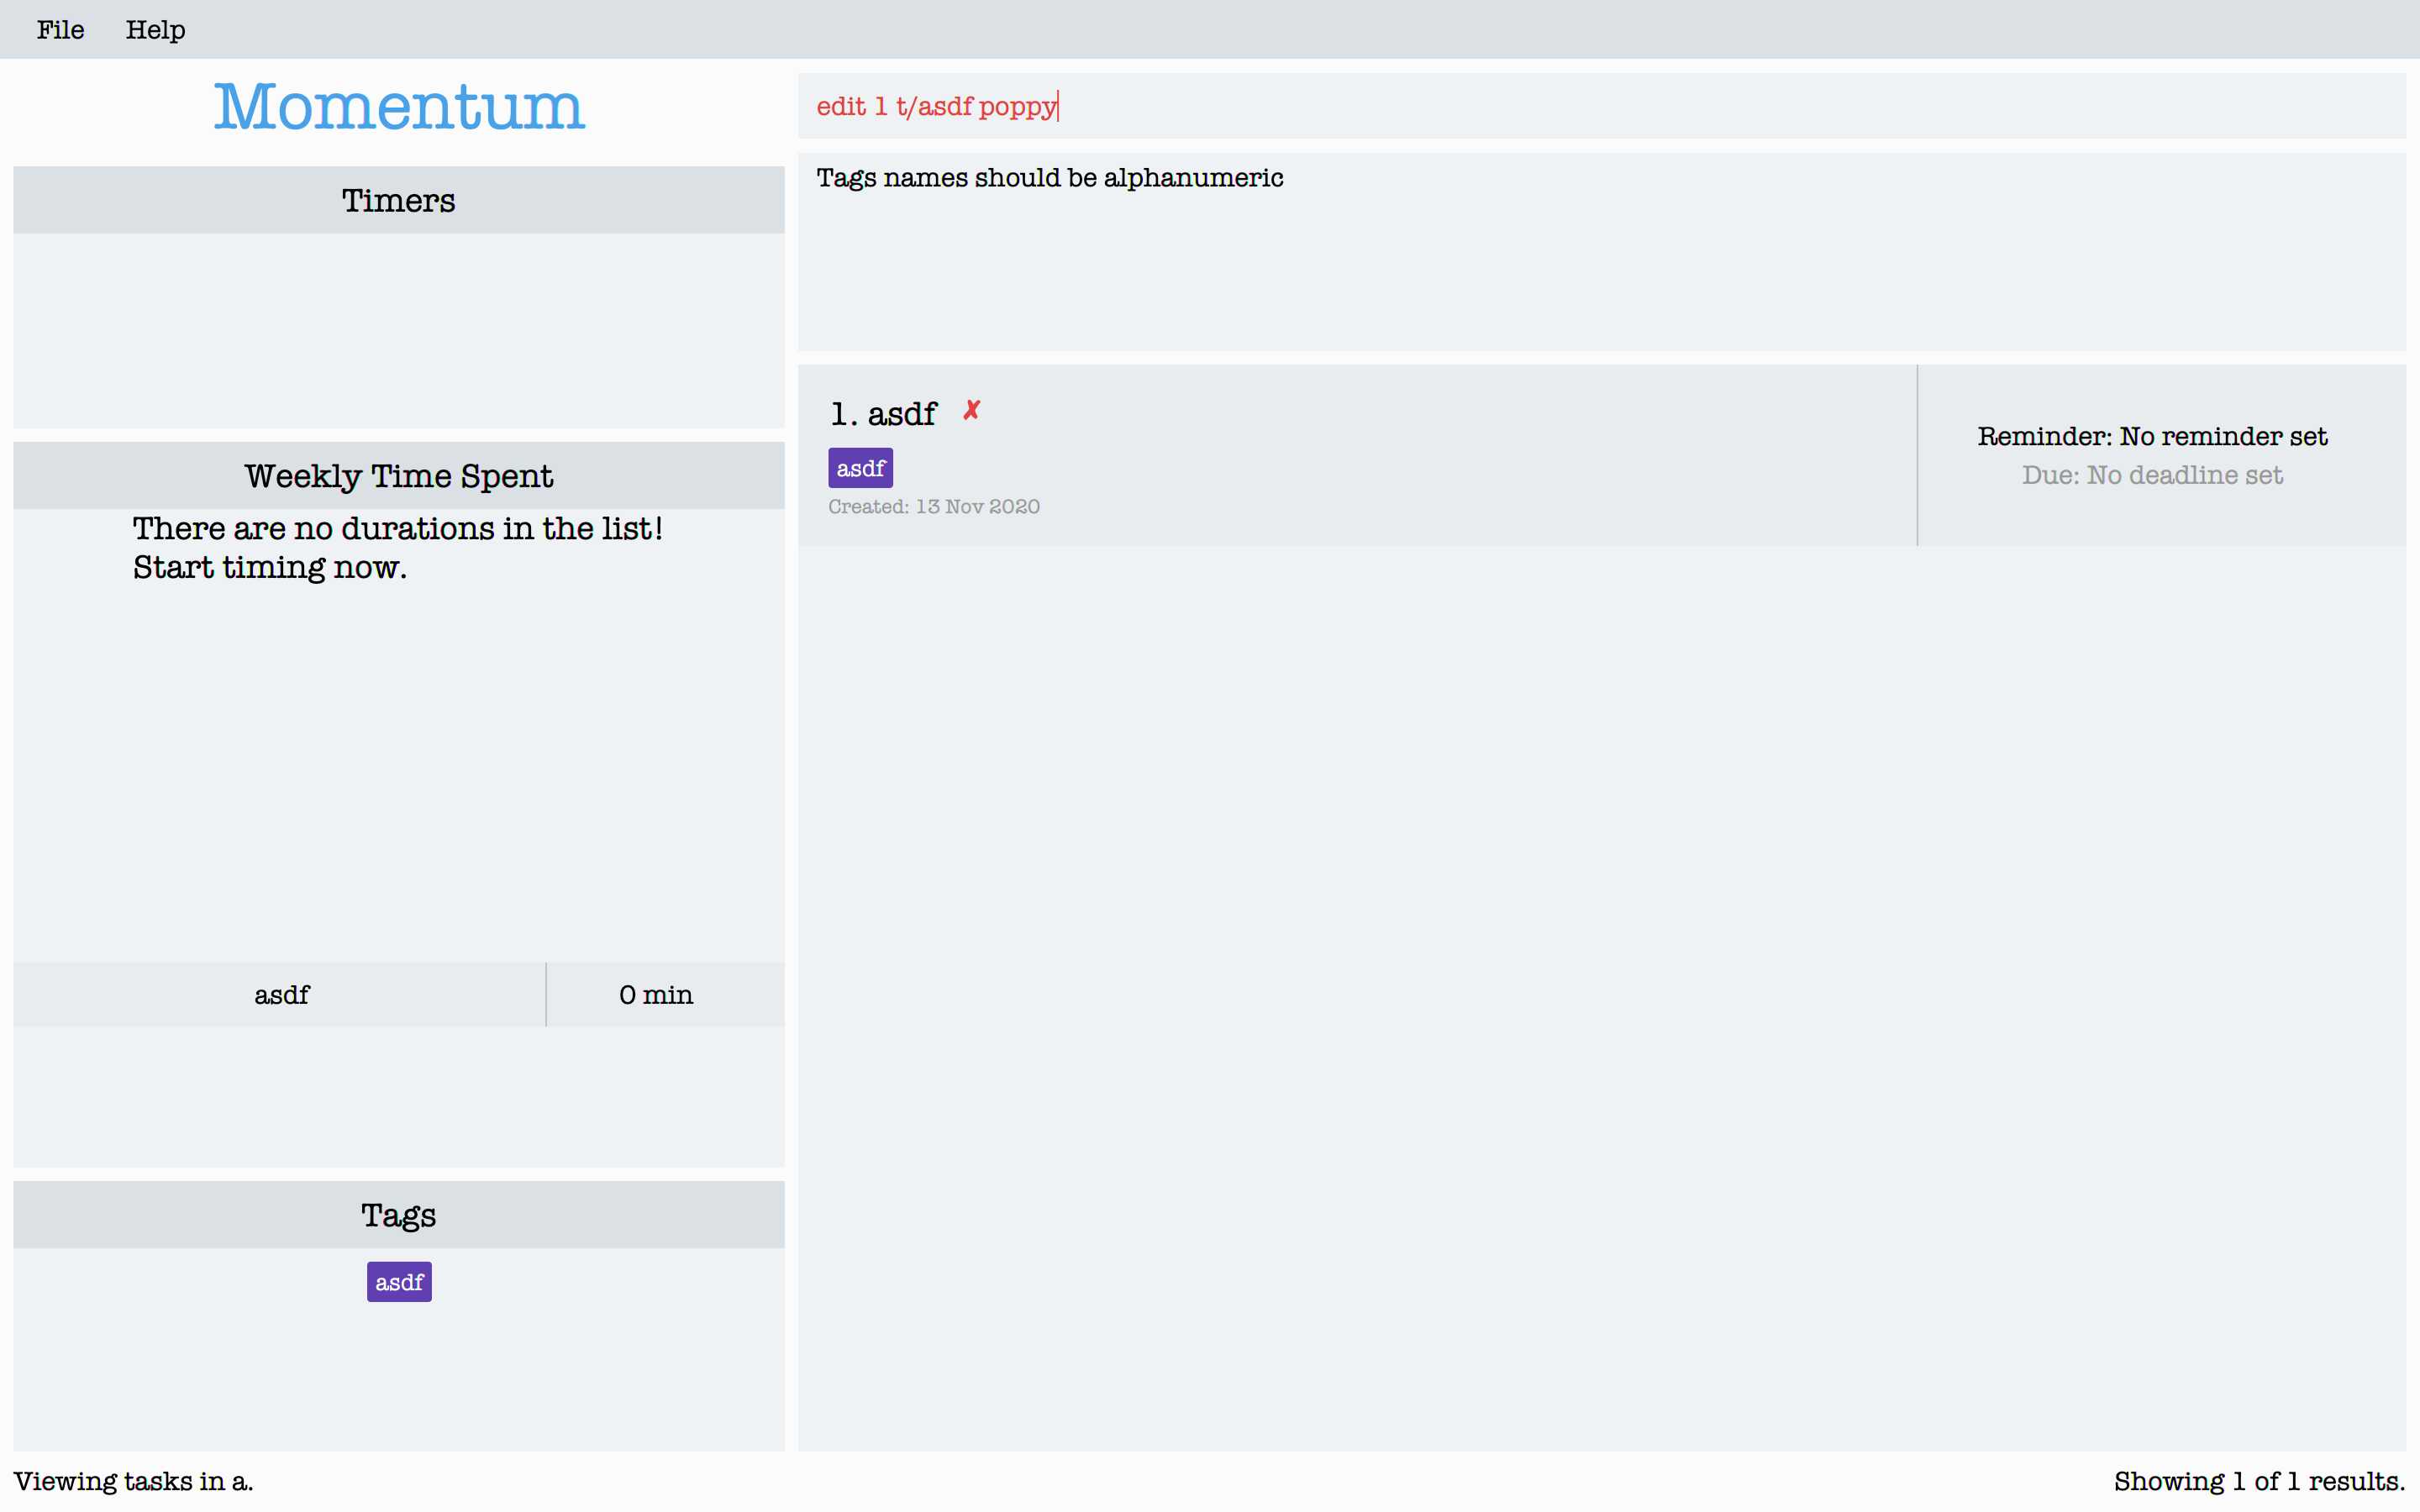 File Help
Momentum
Timers
Weekly Time Spent
There are no durations in the list!
Start timing now.
asdf 0 min
Tags
asdf
edit 1 t/asdf poppy
Tags names should be alphanumeric
1. asdf ✗
asdf
Created: 13 Nov 2020
Reminder: No reminder set
Due: No deadline set
Viewing tasks in a.
Showing 1 of 1 results.